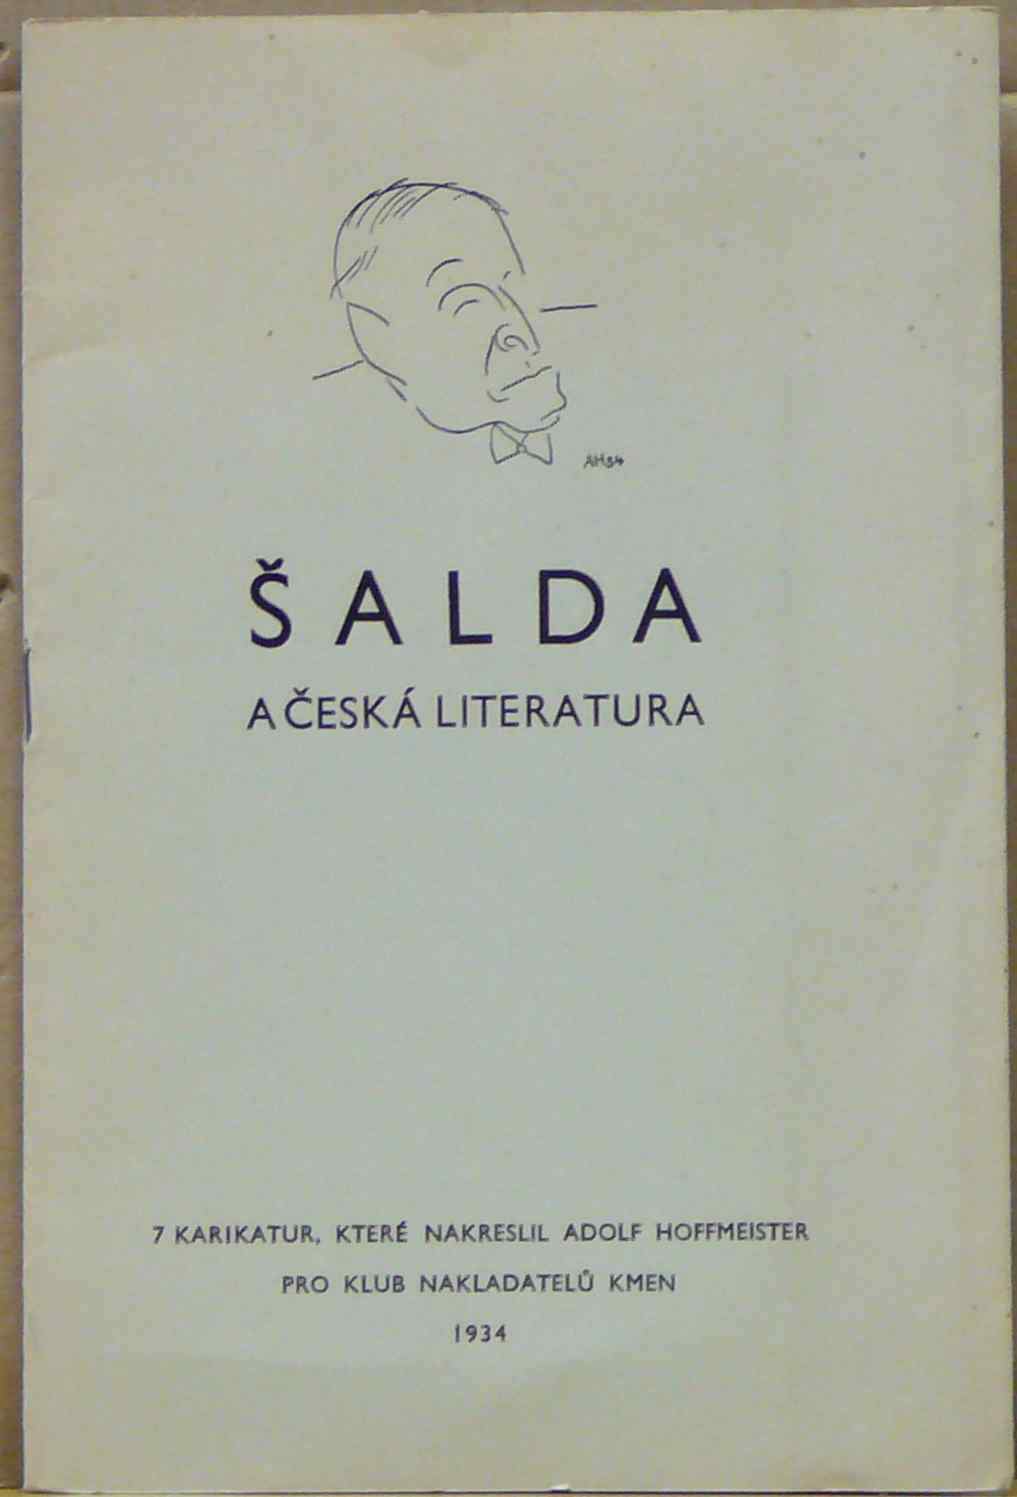 AH34
ŠALDA
A ČESKÁ LITERATURA
7 KARIKATUR, KTERÉ NAKRESLIL ADOLF HOFFMEISTER
PRO KLUB NAKLADATELŮ KMEN
1934